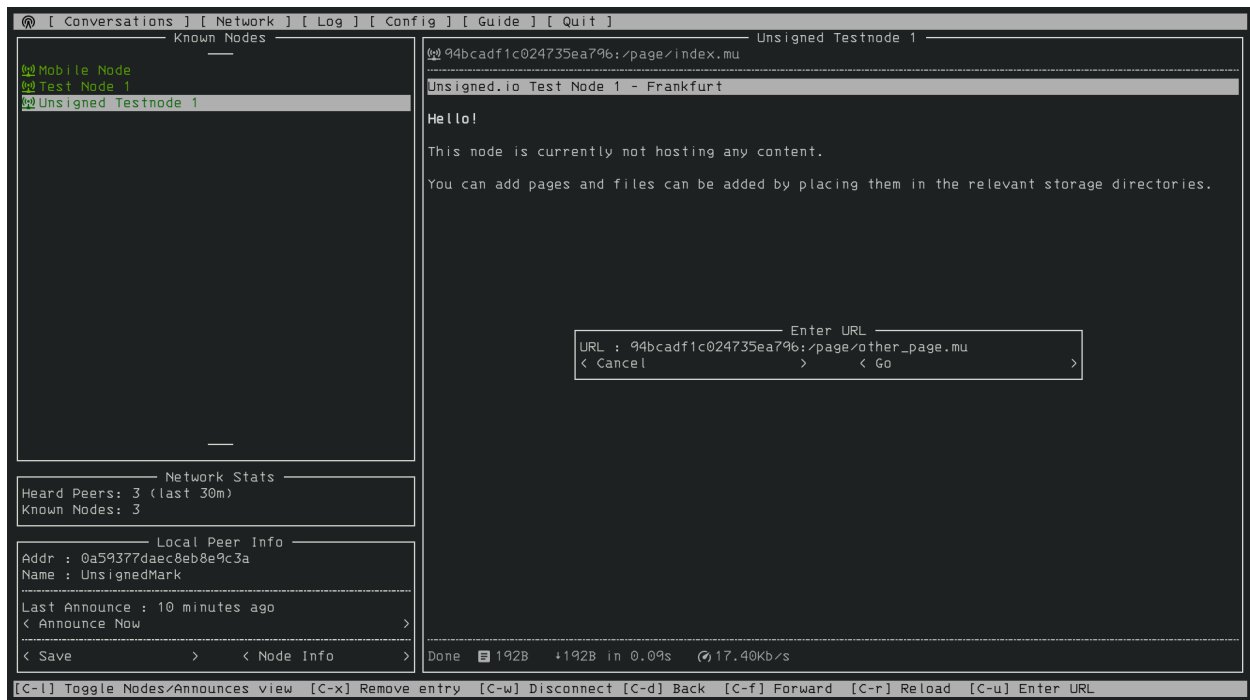 [ Conversations ] [ Network ] [ Log ] [ Config ] [ Guide ] [ Quit ]
Known Nodes
Mobile Node
Test Node 1
Unsigned Testnode 1
Network Stats
Heard Peers: 3 (last 30m)
Known Nodes: 3
Local Peer Info
Addr : 0a59377daec8eb8e9c3a
Name : UnsignedMark
Last Announce : 10 minutes ago
< Announce Now >
< Save > < Node Info >
Unsigned Testnode 1
94bcadf1c024735ea796:/page/index.mu
Unsigned.io Test Node 1 - Frankfurt
Hello!
This node is currently not hosting any content.
You can add pages and files can be added by placing them in the relevant storage directories.
Enter URL
URL : 94bcadf1c024735ea796:/page/other_page.mu
< Cancel > < Go >
Done 192B ↓192B in 0.09s 17.40Kb/s
[C-l] Toggle Nodes/Announces view [C-x] Remove entry [C-w] Disconnect [C-d] Back [C-f] Forward [C-r] Reload [C-u] Enter URL